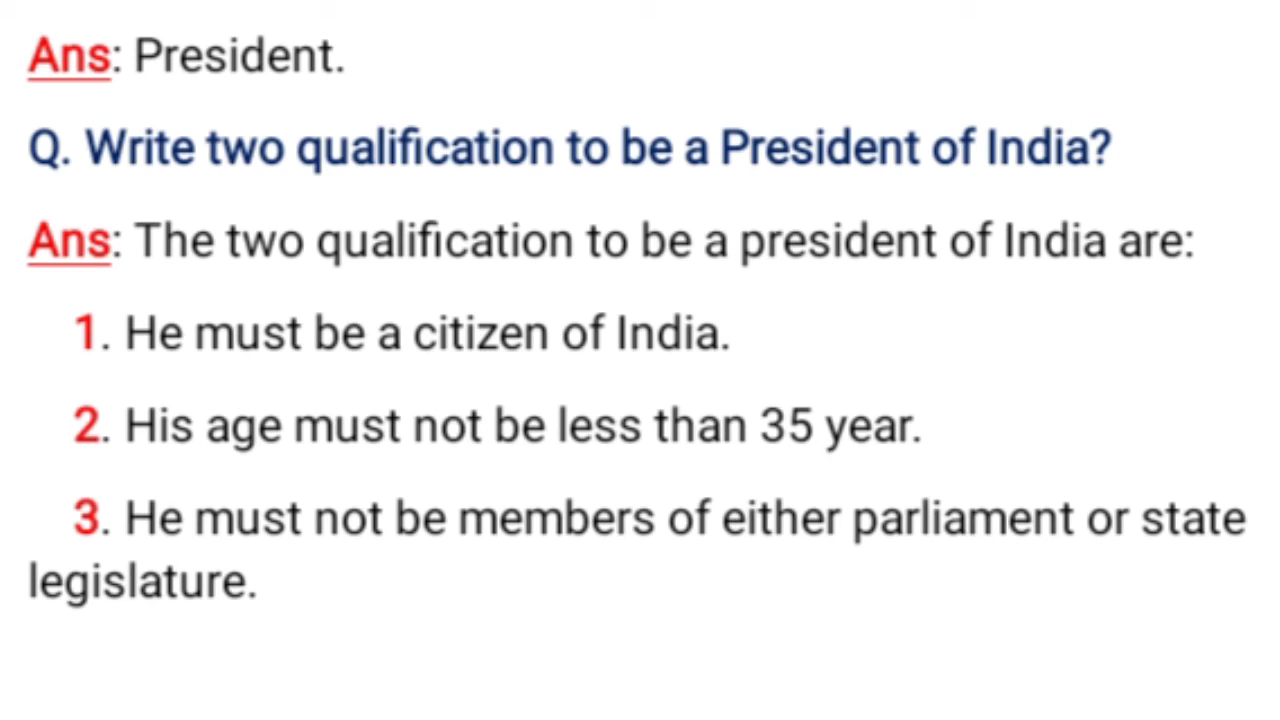 Ans: President.
Q. Write two qualification to be a President of India?
Ans: The two qualification to be a president of India are:
1. He must be a citizen of India.
2. His age must not be less than 35 year.
3. He must not be members of either parliament or state
legislature.